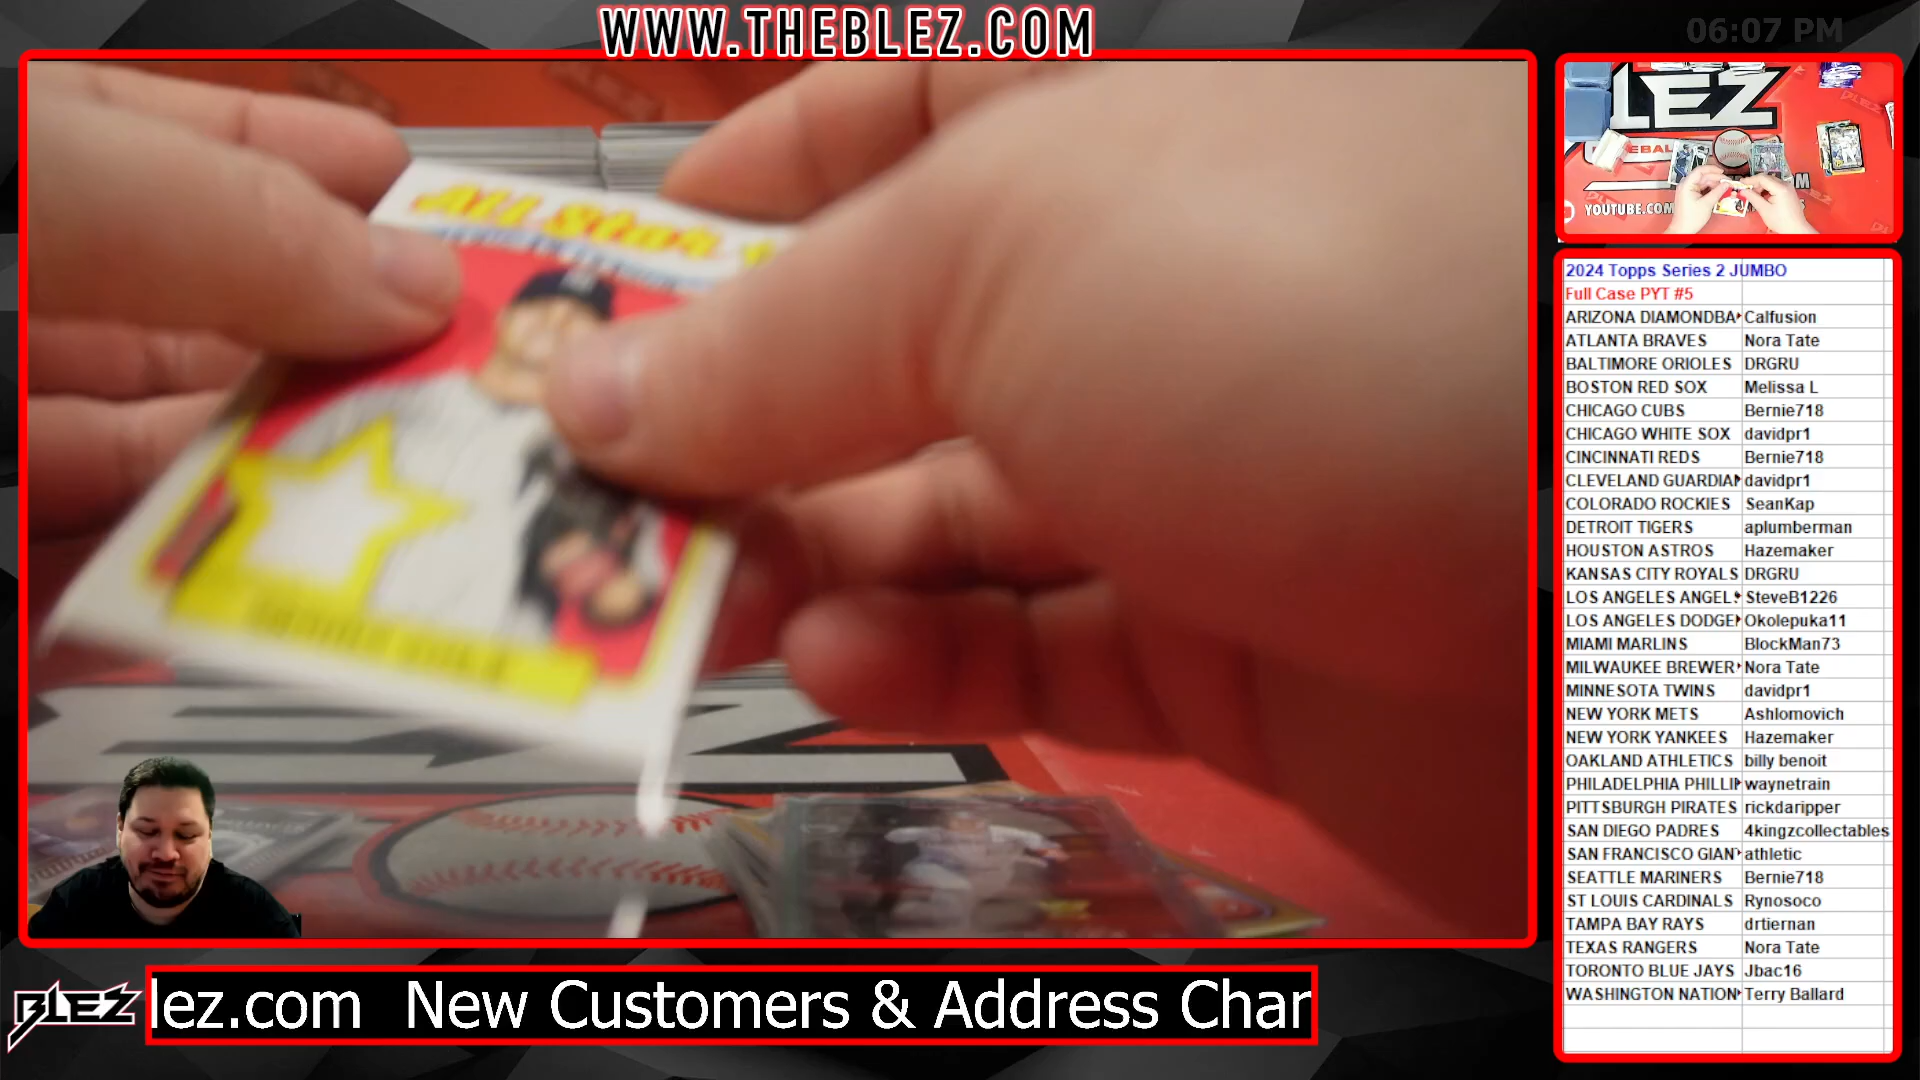 WWW.THEBLEZ.COM
06:07 PM
All Star
LEZ
YOUTUBE.COM
2024 Topps Series 2 JUMBO
Full Case PYT #5
ARIZONA DIAMONDBA Calfusion
ATLANTA BRAVES Nora Tate
BALTIMORE ORIOLES DRGRU
BOSTON RED SOX Melissa L
CHICAGO CUBS Bernie718
CHICAGO WHITE SOX davidpr1
CINCINNATI REDS Bernie718
CLEVELAND GUARDIAN davidpr1
COLORADO ROCKIES SeanKap
DETROIT TIGERS aplumberman
HOUSTON ASTROS Hazemaker
KANSAS CITY ROYALS DRGRU
LOS ANGELES ANGELS SteveB1226
LOS ANGELES DODGE Okolepuka11
MIAMI MARLINS BlockMan73
MILWAUKEE BREWER Nora Tate
MINNESOTA TWINS davidpr1
NEW YORK METS Ashlomovich
NEW YORK YANKEES Hazemaker
OAKLAND ATHLETICS billy benoit
PHILADELPHIA PHILLI waynetrain
PITTSBURGH PIRATES rickdaripper
SAN DIEGO PADRES 4kingzcollectables
SAN FRANCISCO GIAN athletic
SEATTLE MARINERS Bernie718
ST LOUIS CARDINALS Rynosoco
TAMPA BAY RAYS drtiernan
TEXAS RANGERS Nora Tate
TORONTO BLUE JAYS Jbac16
WASHINGTON NATION Terry Ballard
BLEZ
lez.com New Customers & Address Char